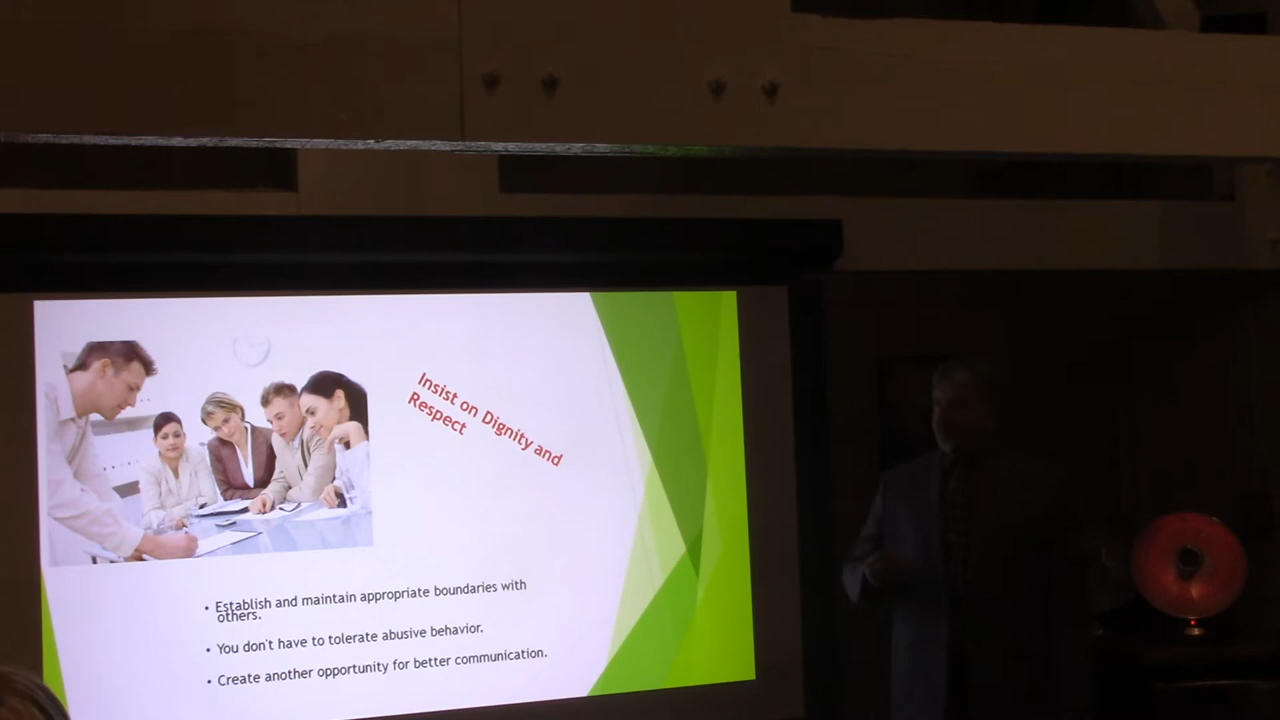 Insist on Dignity and
Respect
• Establish and maintain appropriate boundaries with
others.
• You don't have to tolerate abusive behavior.
• Create another opportunity for better communication.